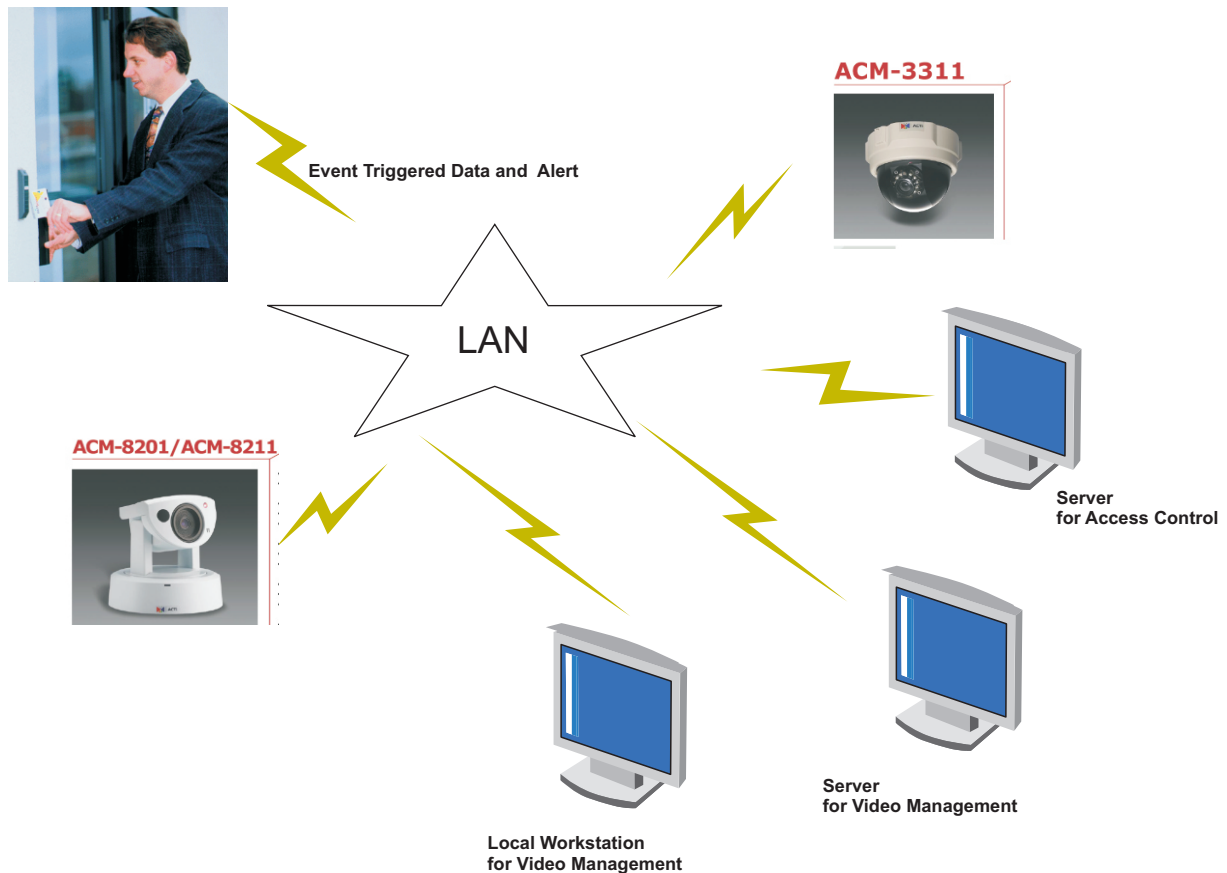 ACM-3311
Event Triggered Data and Alert
LAN
ACM-8201/ACM-8211
Server
for Access Control
Server
for Video Management
Local Workstation
for Video Management